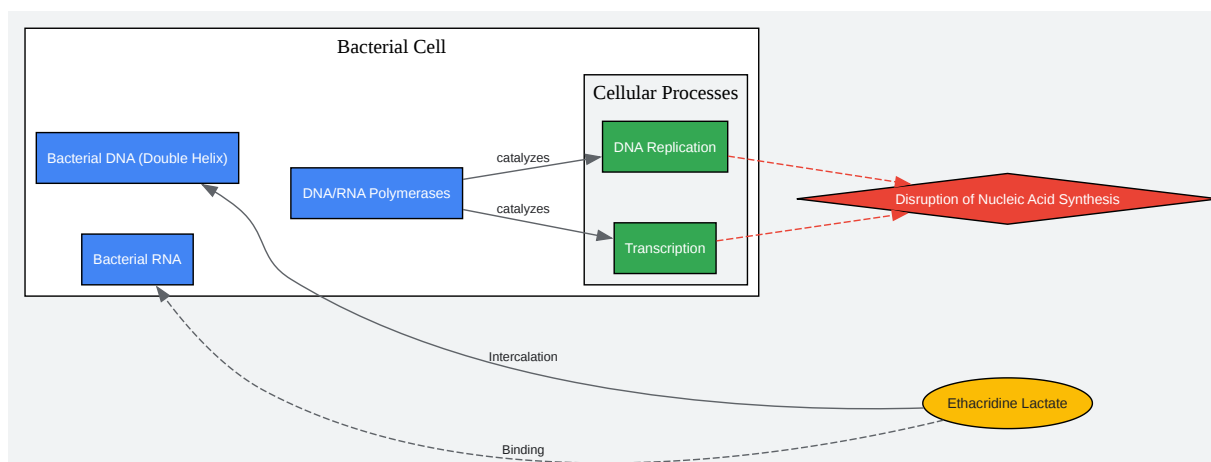 Bacterial Cell
Cellular Processes
Bacterial DNA (Double Helix)
DNA/RNA Polymerases
catalyzes
DNA Replication
catalyzes
Transcription
Disruption of Nucleic Acid Synthesis
Bacterial RNA
Intercalation
Ethacridine Lactate
Binding